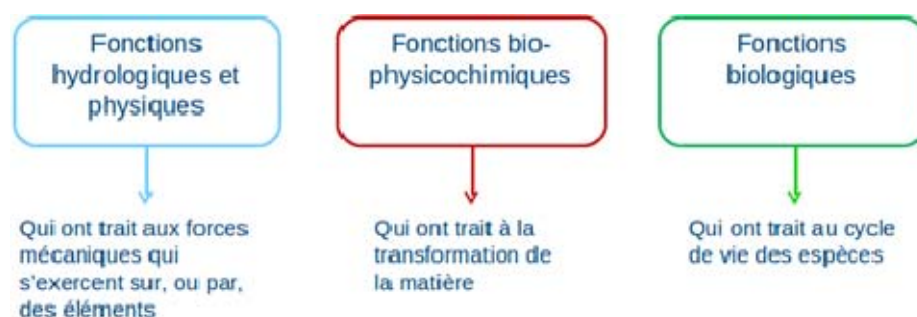 Fonctions
hydrologiques et
physiques
Qui ont trait aux forces
mécaniques qui
s'exercent sur, ou par,
des éléments
Fonctions bio-
physicochimiques
Qui ont trait à la
transformation de
la matière
Fonctions
biologiques
Qui ont trait au cycle
de vie des espèces